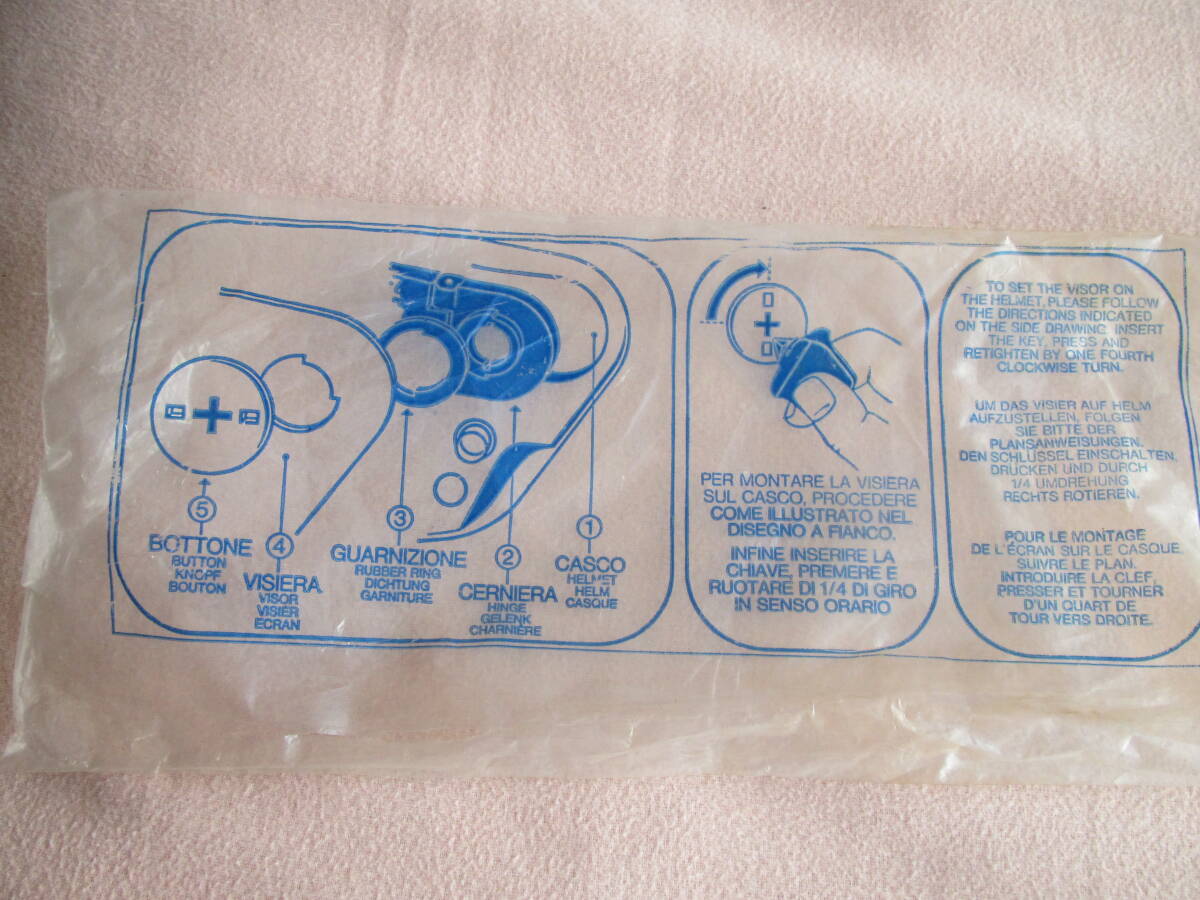 5
BOTTONE
BUTTON
KNOPF
BOUTON
4
VISIERA
VISOR
VISIER
ECRAN
3
GUARNIZIONE
RUBBER RING
DICHTUNG
GARNITURE
2
CERNIERA
HINGE
GELENK
CHARNIÈRE
1
CASCO
HELMET
HELM
CASQUE
PER MONTARE LA VISIERA
SUL CASCO, PROCEDERE
COME ILLUSTRATO NEL
DISEGNO A FIANCO.
INFINE INSERIRE LA
CHIAVE, PREMERE E
RUOTARE DI 1/4 DI GIRO
IN SENSO ORARIO
TO SET THE VISOR ON
THE HELMET, PLEASE FOLLOW
THE DIRECTIONS INDICATED
ON THE SIDE DRAWING. INSERT
THE KEY, PRESS AND
RETIGHTEN BY ONE FOURTH
CLOCKWISE TURN.
UM DAS VISIER AUF HELM
AUFZUSTELLEN, FOLGEN
SIE BITTE DER
PLANSANWEISUNGEN.
DEN SCHLÜSSEL EINSCHALTEN,
DRÜCKEN UND DURCH
1/4 UMDREHUNG
RECHTS ROTIEREN.
POUR LE MONTAGE
DE L'ÉCRAN SUR LE CASQUE
SUIVRE LE PLAN.
INTRODUIRE LA CLEF,
PRESSER ET TOURNER
D'UN QUART DE
TOUR VERS DROITE.